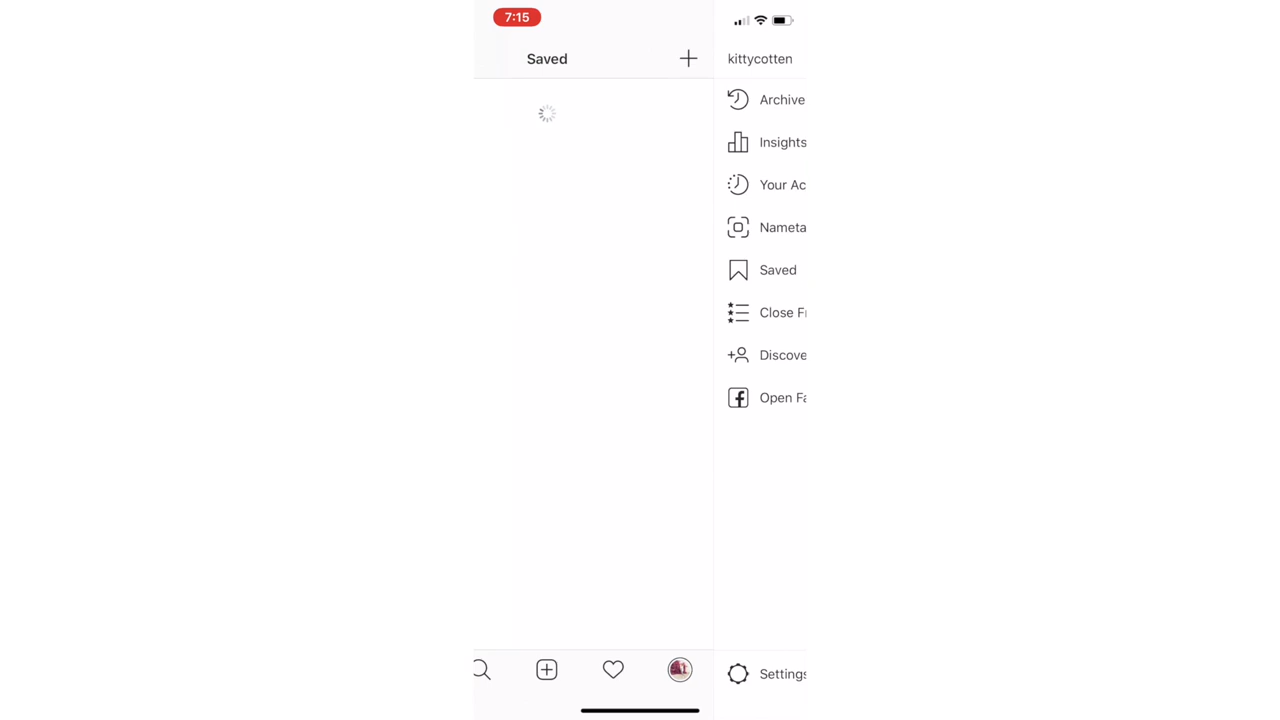 7:15
Saved
kittycotten
Archive
Insights
Your Ac
Nameta
Saved
Close Fr
Discove
Open Fa
Settings